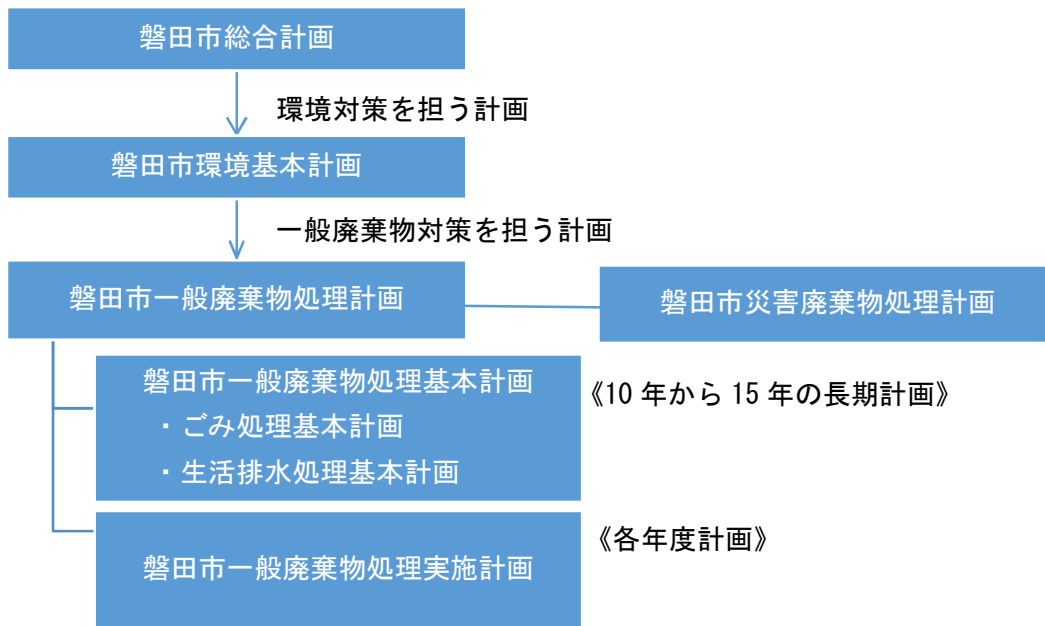 磐田市総合計画
環境対策を担う計画
磐田市環境基本計画
一般廃棄物対策を担う計画
磐田市一般廃棄物処理計画
磐田市災害廃棄物処理計画
磐田市一般廃棄物処理基本計画
・ごみ処理基本計画
・生活排水処理基本計画
《10 年から 15 年の長期計画》
磐田市一般廃棄物処理実施計画
《各年度計画》